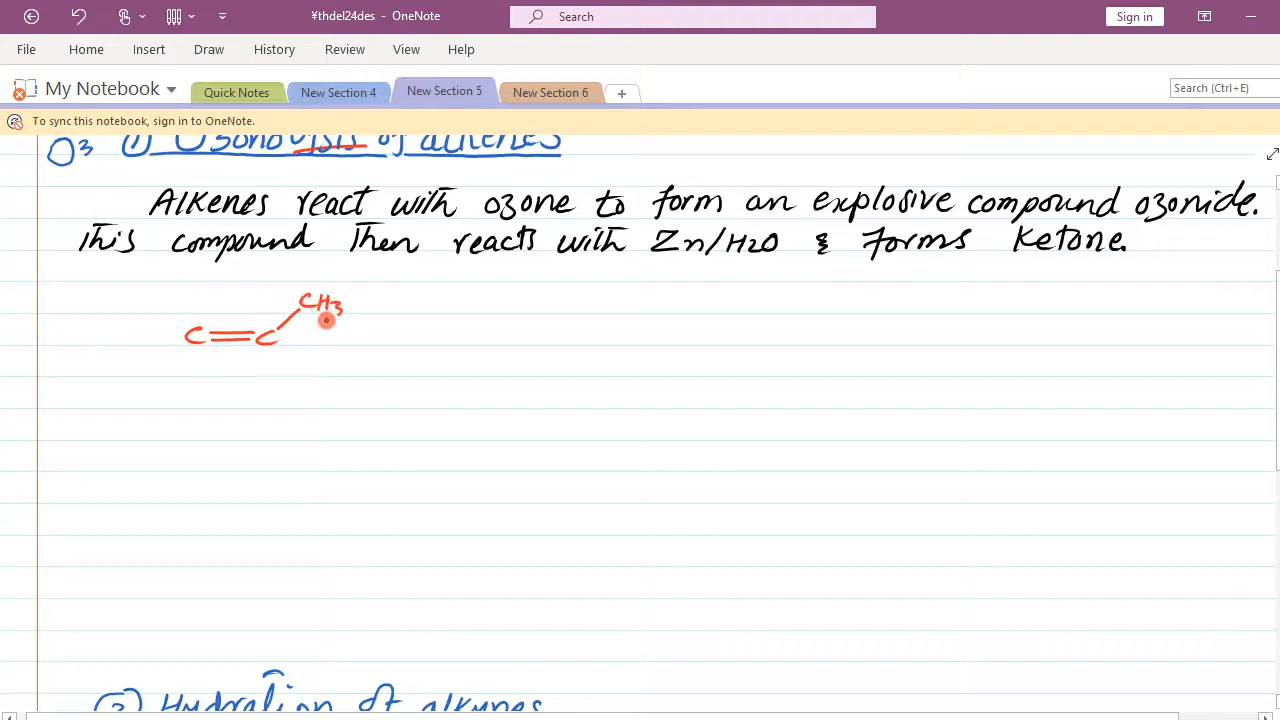 ¥thdel24des - OneNote
Search
Sign in
File Home Insert Draw History Review View Help
My Notebook
Quick Notes New Section 4 New Section 5 New Section 6 +
Search (Ctrl+E)
To sync this notebook, sign in to OneNote.
O3 1) Ozonolysis of alkenes
Alkenes react with ozone to form an explosive compound ozonide.
This compound Then reacts with Zn/H2O & Forms Ketone.
CH3
C=C
(2) Hydration of alkynes